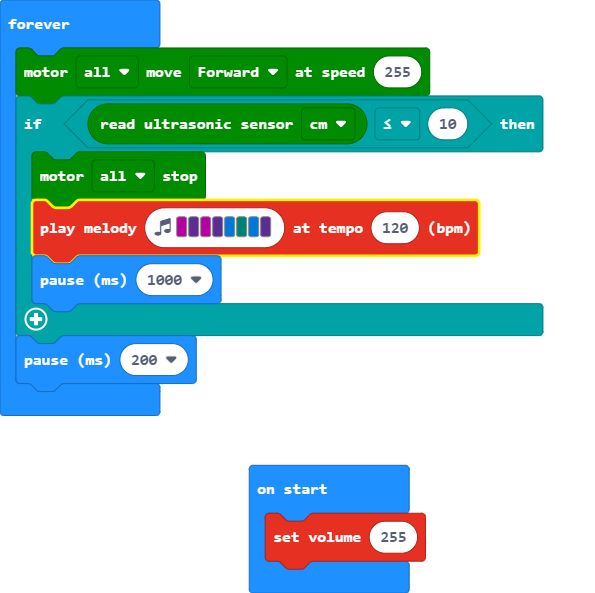 forever
motor all move Forward at speed 255
if read ultrasonic sensor cm ≤ 10 then
motor all stop
play melody at tempo 120 (bpm)
pause (ms) 1000
pause (ms) 200
on start
set volume 255